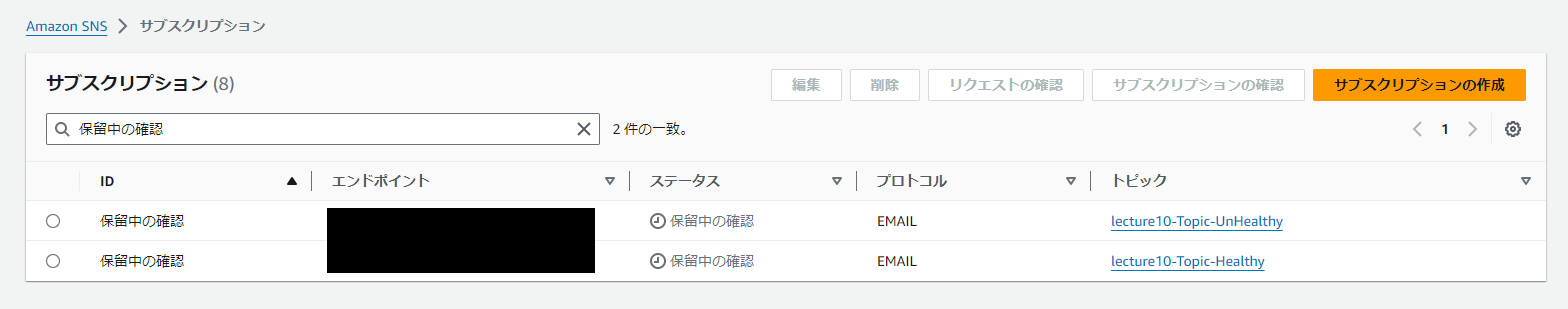 Amazon SNS > サブスクリプション
サブスクリプション (8)
編集 削除 リクエストの確認 サブスクリプションの確認 サブスクリプションの作成
保留中の確認 2 件の一致。 1
ID エンドポイント ステータス プロトコル トピック
保留中の確認 保留中の確認 EMAIL lecture10-Topic-UnHealthy
保留中の確認 保留中の確認 EMAIL lecture10-Topic-Healthy